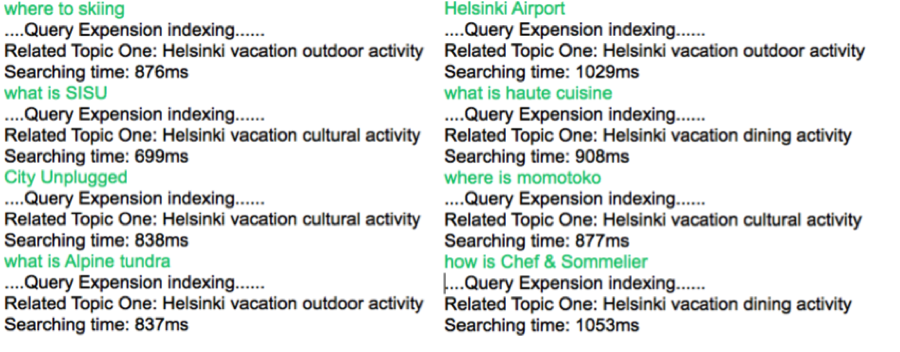 where to skiing
....Query Expension indexing......
Related Topic One: Helsinki vacation outdoor activity
Searching time: 876ms
what is SISU
....Query Expension indexing......
Related Topic One: Helsinki vacation cultural activity
Searching time: 699ms
City Unplugged
....Query Expension indexing......
Related Topic One: Helsinki vacation cultural activity
Searching time: 838ms
what is Alpine tundra
....Query Expension indexing......
Related Topic One: Helsinki vacation outdoor activity
Searching time: 837ms
Helsinki Airport
....Query Expension indexing......
Related Topic One: Helsinki vacation outdoor activity
Searching time: 1029ms
what is haute cuisine
....Query Expension indexing......
Related Topic One: Helsinki vacation dining activity
Searching time: 908ms
where is momotoko
....Query Expension indexing......
Related Topic One: Helsinki vacation cultural activity
Searching time: 877ms
how is Chef & Sommelier
....Query Expension indexing......
Related Topic One: Helsinki vacation dining activity
Searching time: 1053ms